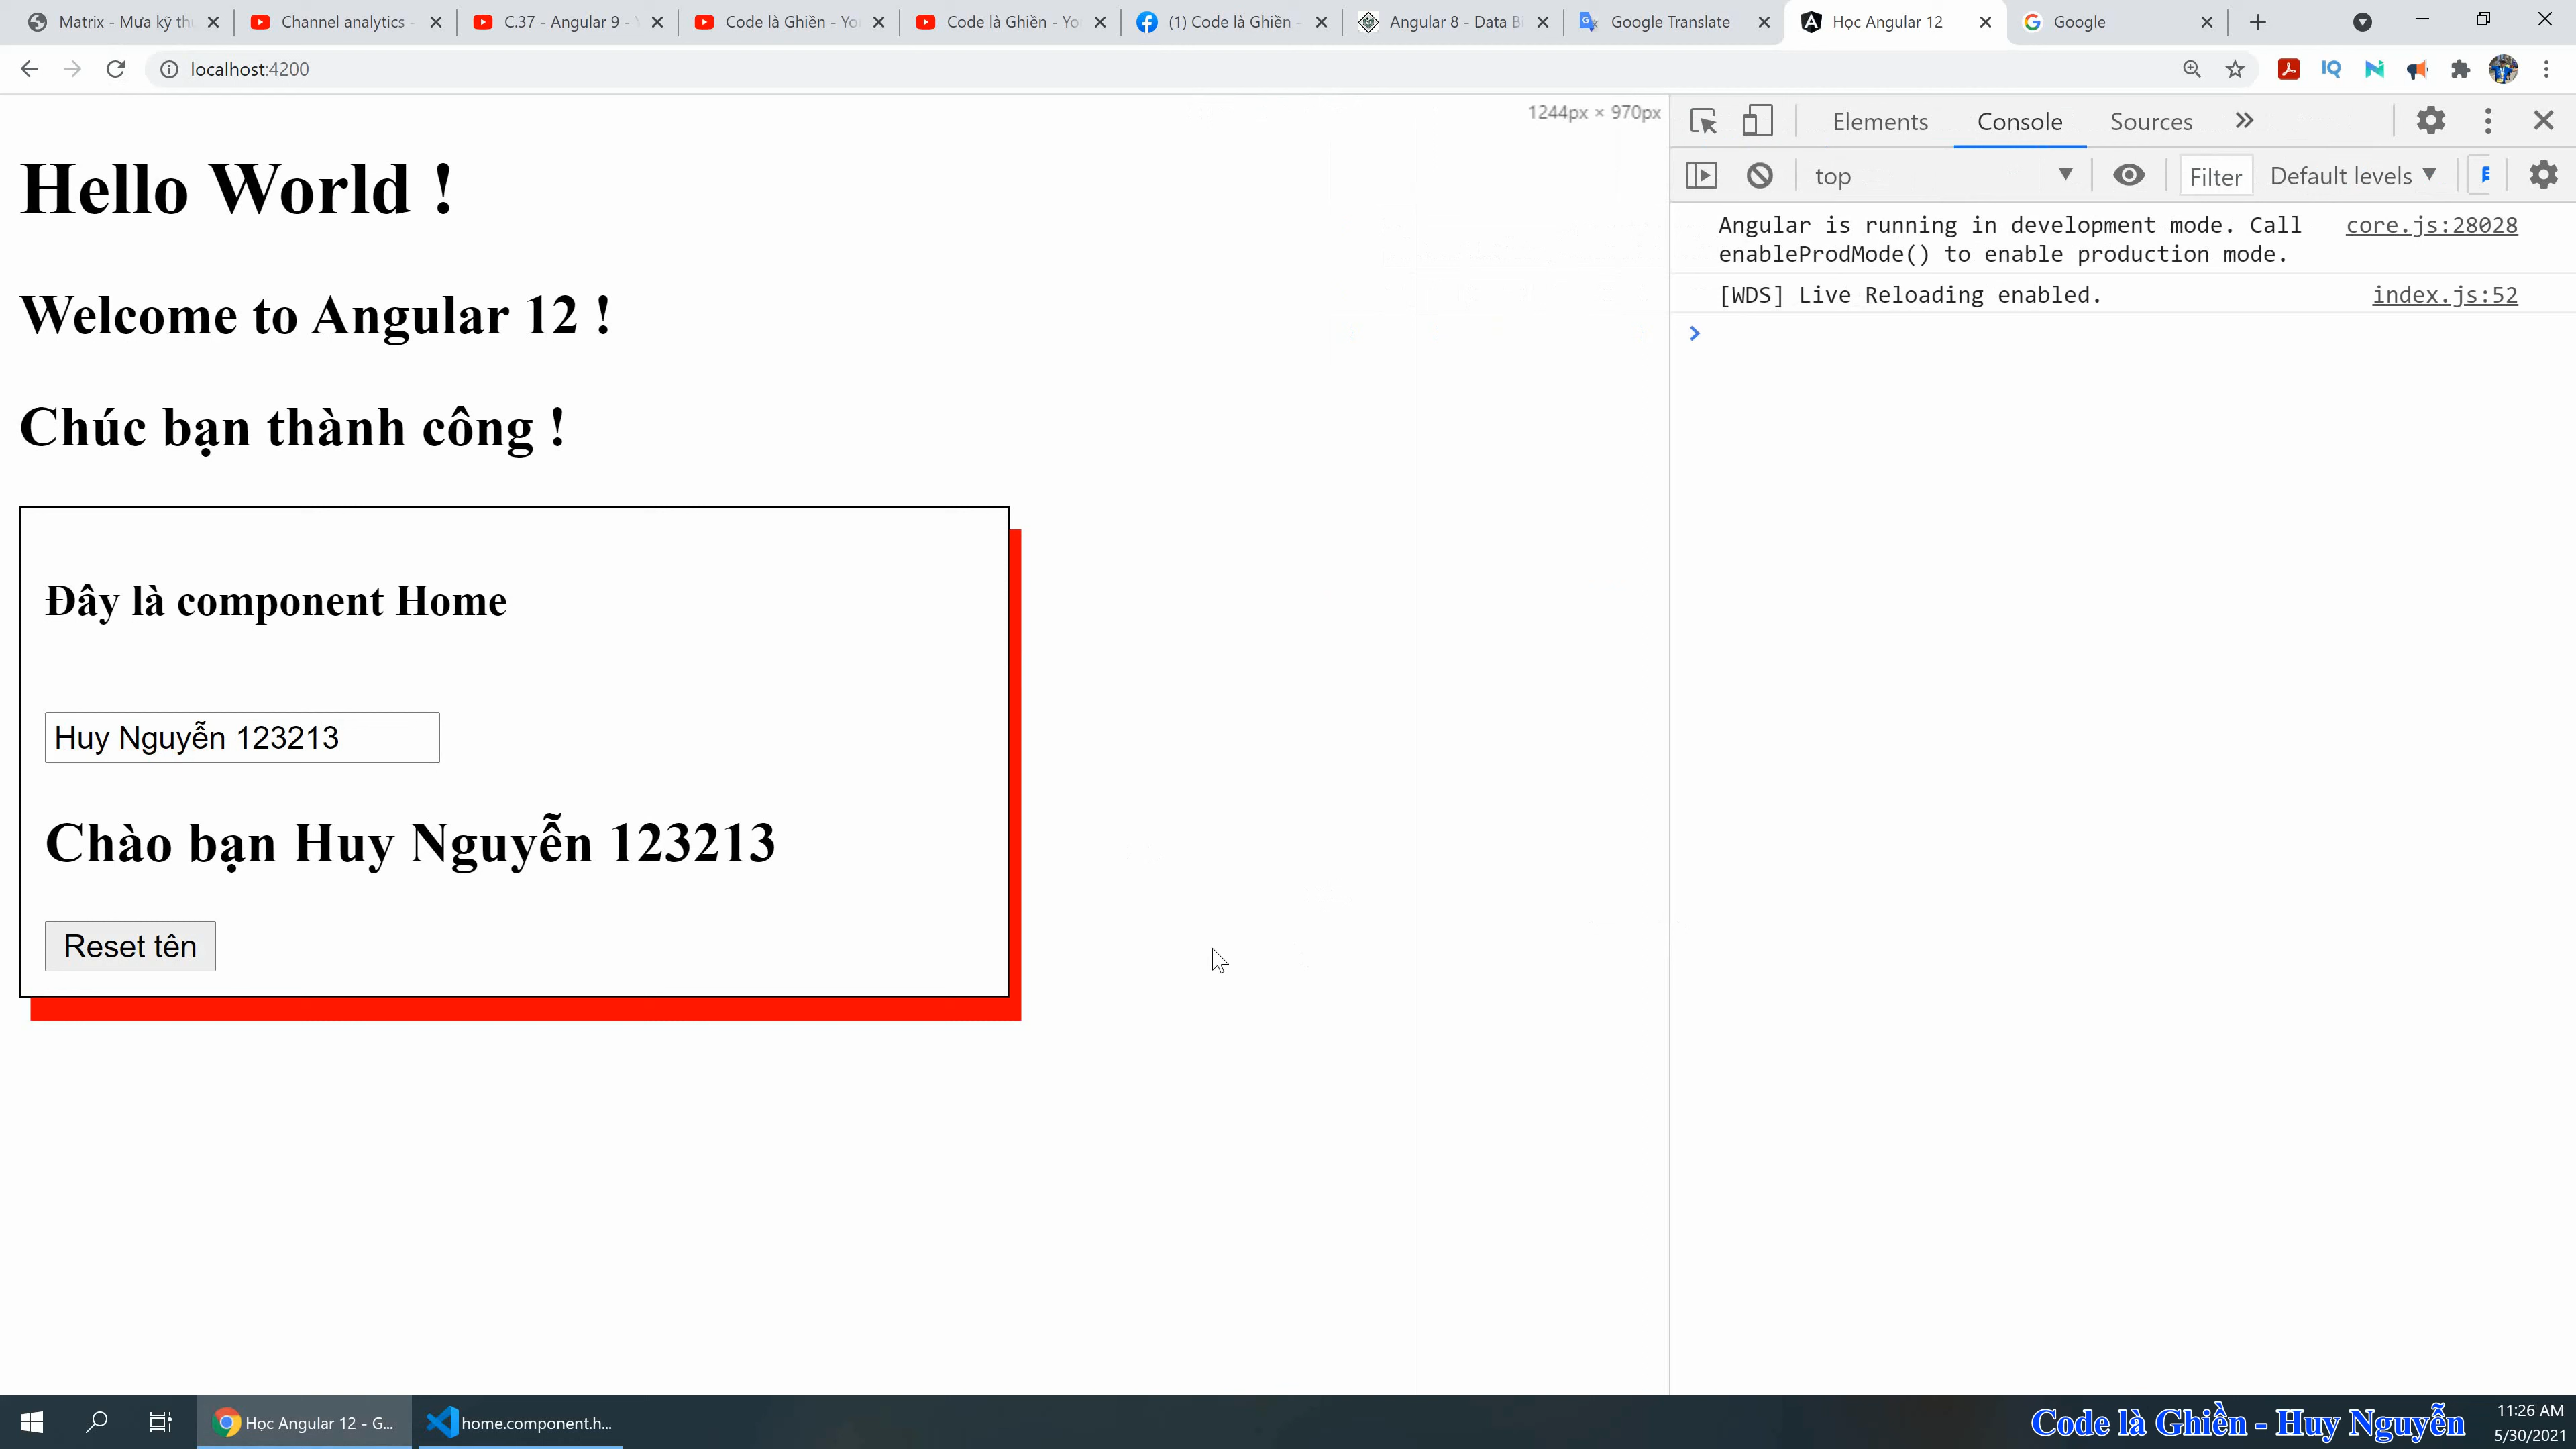 Matrix - Mưa kỹ thu
Channel analytics -
C.37 - Angular 9 -
Code là Ghiền - Yo
Code là Ghiền - Yo
(1) Code là Ghiền -
Angular 8 - Data Bi
Google Translate
Học Angular 12
Google
localhost:4200
1244px × 970px
Elements Console Sources
top Filter Default levels
Angular is running in development mode. Call core.js:28028
enableProdMode() to enable production mode.
[WDS] Live Reloading enabled. index.js:52
Hello World !
Welcome to Angular 12 !
Chúc bạn thành công !
Đây là component Home
Huy Nguyễn 123213
Chào bạn Huy Nguyễn 123213
Reset tên
Học Angular 12 - G...
home.component.h...
Code là Ghiền - Huy Nguyễn
11:26 AM
5/30/2021